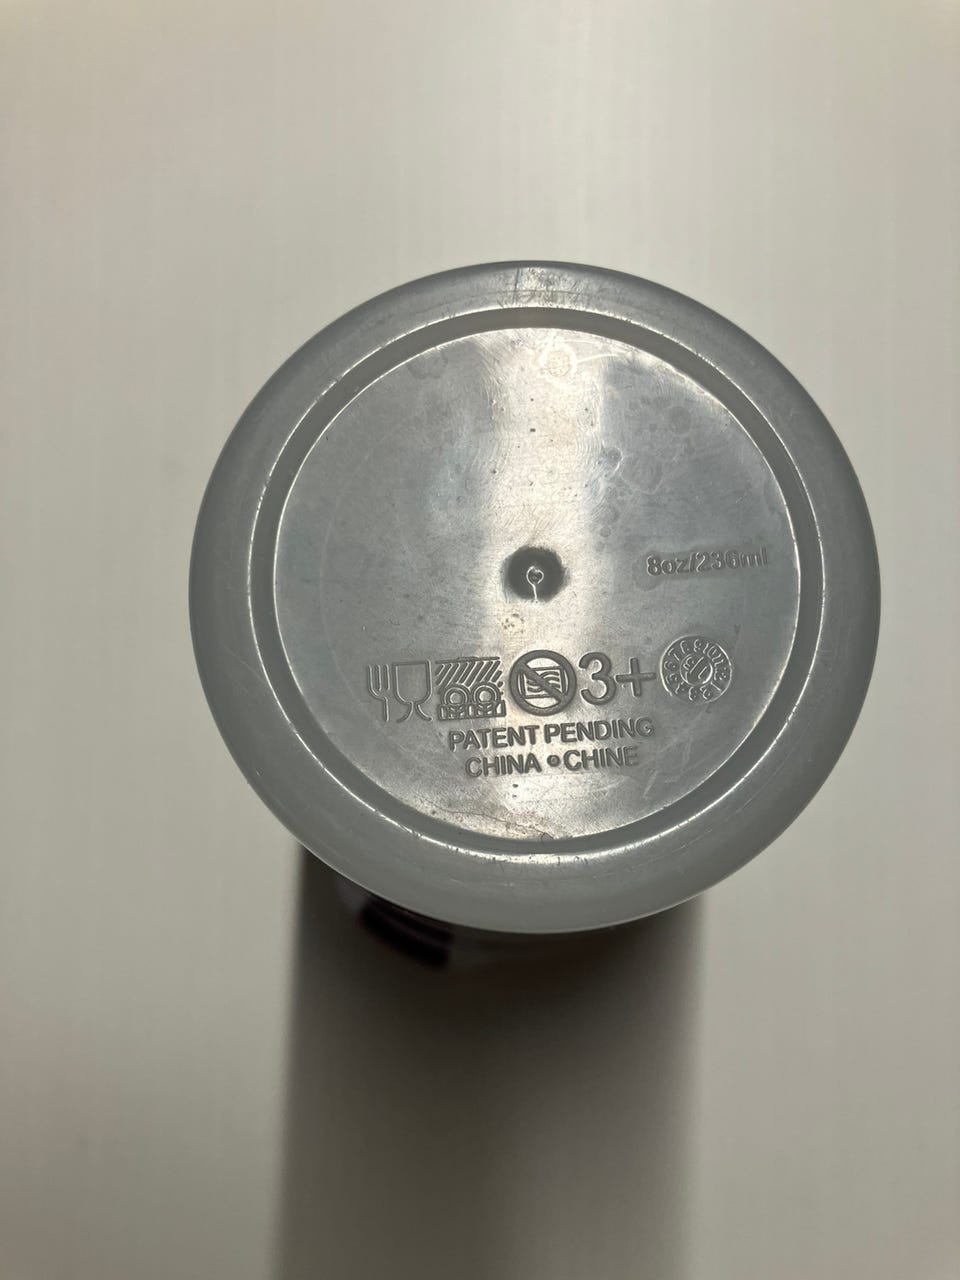 8oz/236ml
3+
PATENT PENDING
CHINA • CHINE